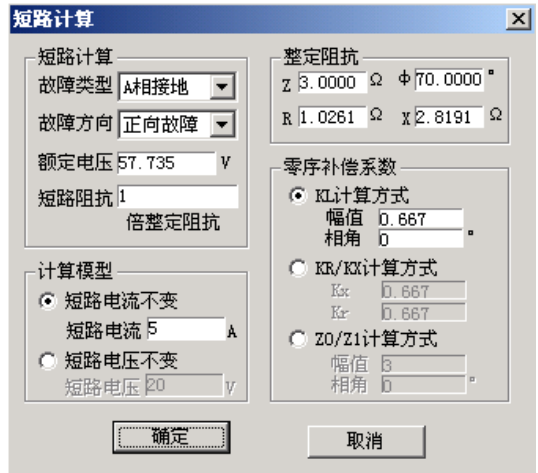 短路计算
短路计算
故障类型 A相接地
故障方向 正向故障
额定电压 57.735 V
短路阻抗 1
倍整定阻抗
计算模型
短路电流不变
短路电流 5 A
短路电压不变
短路电压 20 V
整定阻抗
Z 3.0000 Ω Φ 70.0000 °
R 1.0261 Ω X 2.8191 Ω
零序补偿系数
KL计算方式
幅值 0.667
相角 0 °
KR/KX计算方式
Kx 0.667
Kr 0.667
Z0/Z1计算方式
幅值 3
相角 0 °
确定
取消